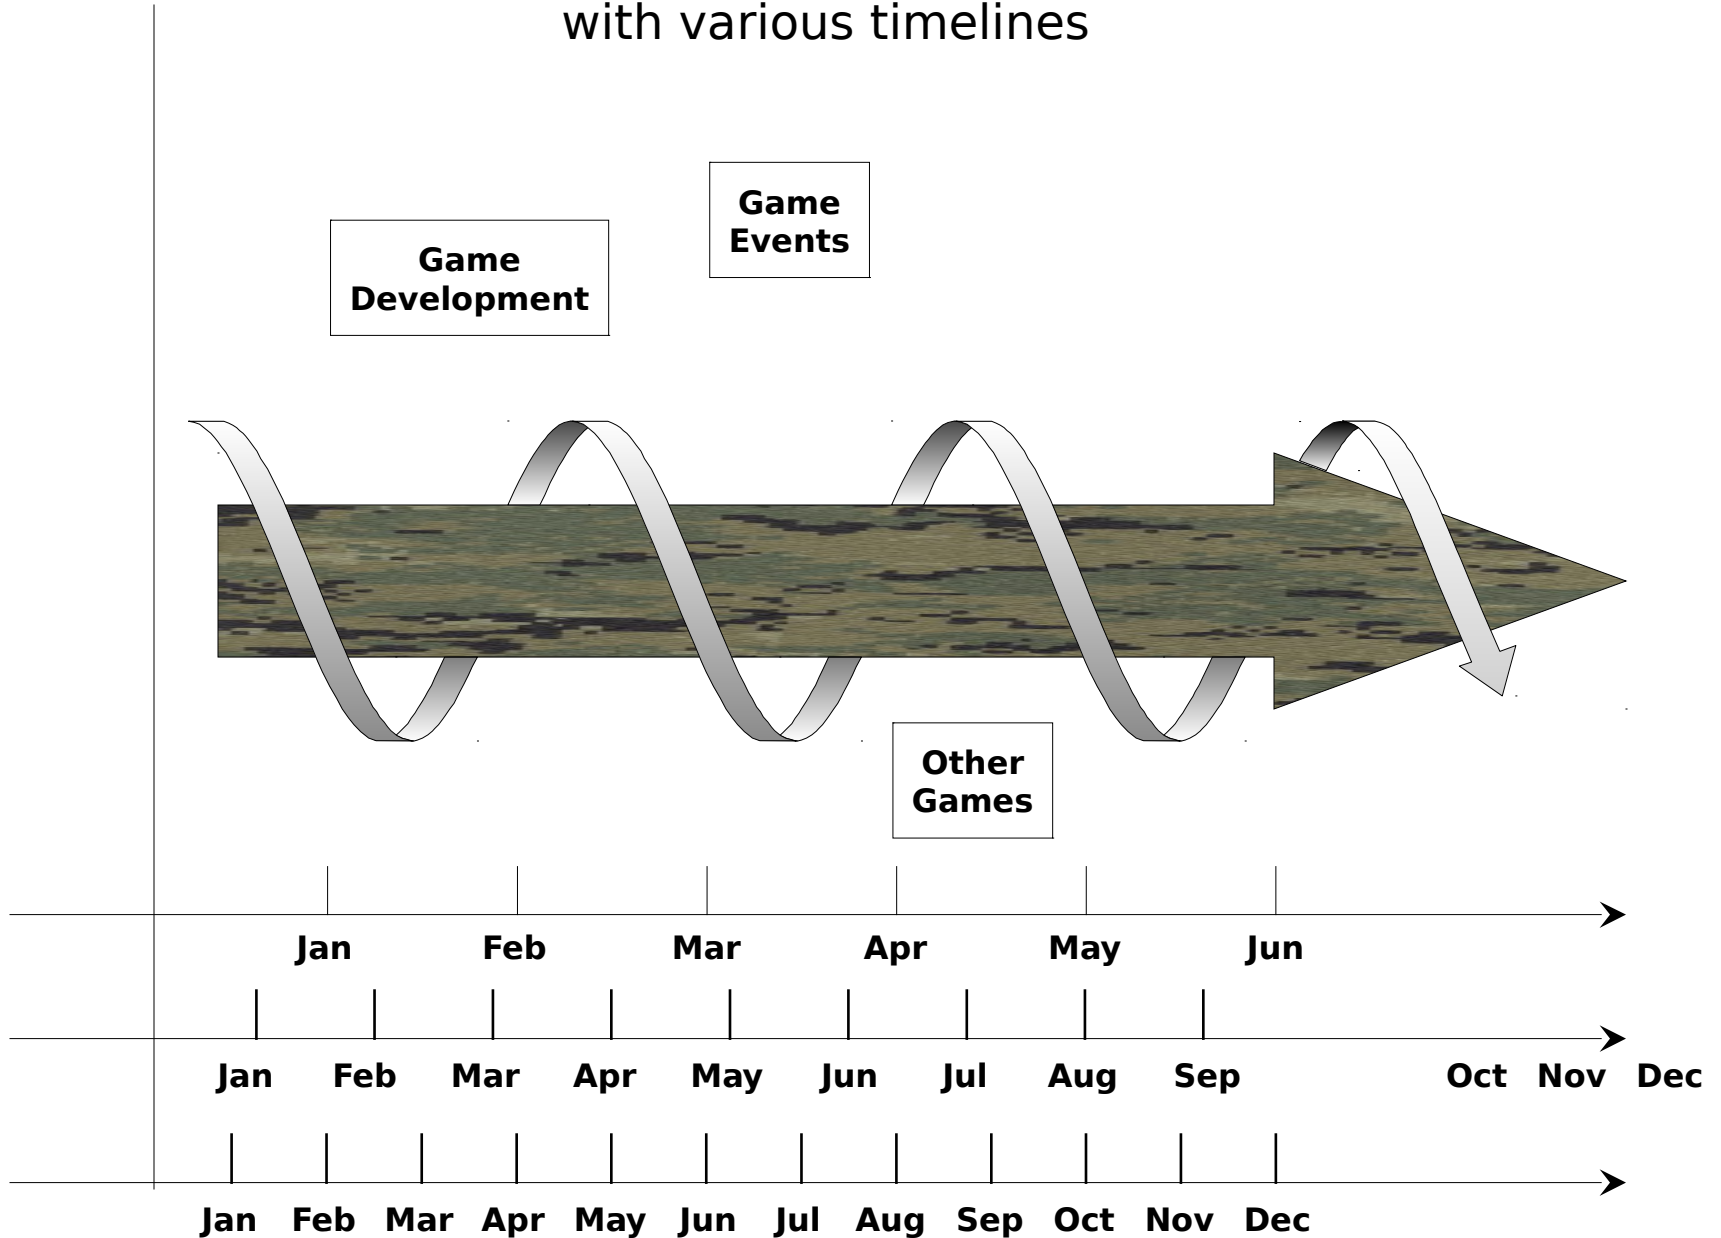 with various timelines
Game
Events
Game
Development
Other
Games
Jan Feb Mar Apr May Jun
Jan Feb Mar Apr May Jun Jul Aug Sep Oct Nov Dec
Jan Feb Mar Apr May Jun Jul Aug Sep Oct Nov Dec